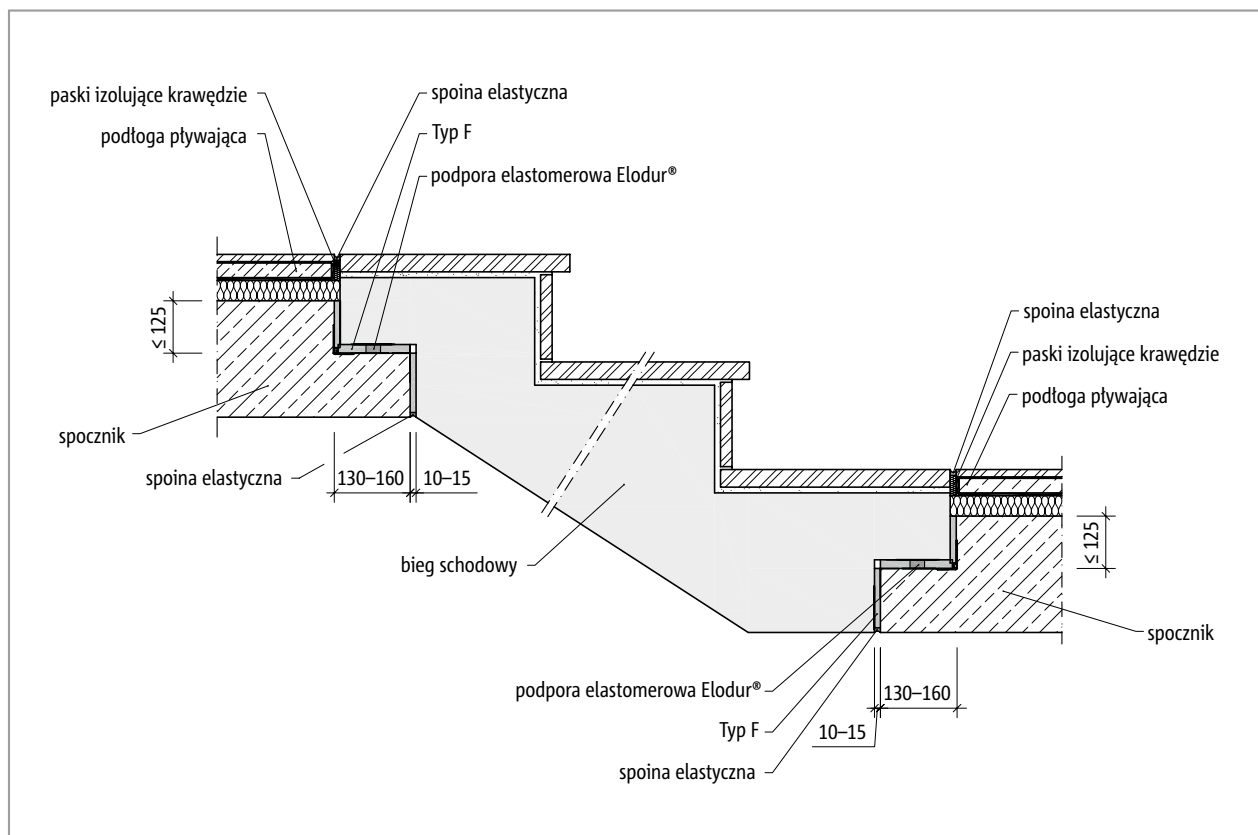 paski izolujące krawędzie
podłoga pływająca
spoina elastyczna
Typ F
podpora elastomerowa Elodur®
≤ 125
spocznik
spoina elastyczna
130–160
10–15
bieg schodowy
spoina elastyczna
paski izolujące krawędzie
podłoga pływająca
≤ 125
spocznik
podpora elastomerowa Elodur®
130–160
Typ F
10–15
spoina elastyczna